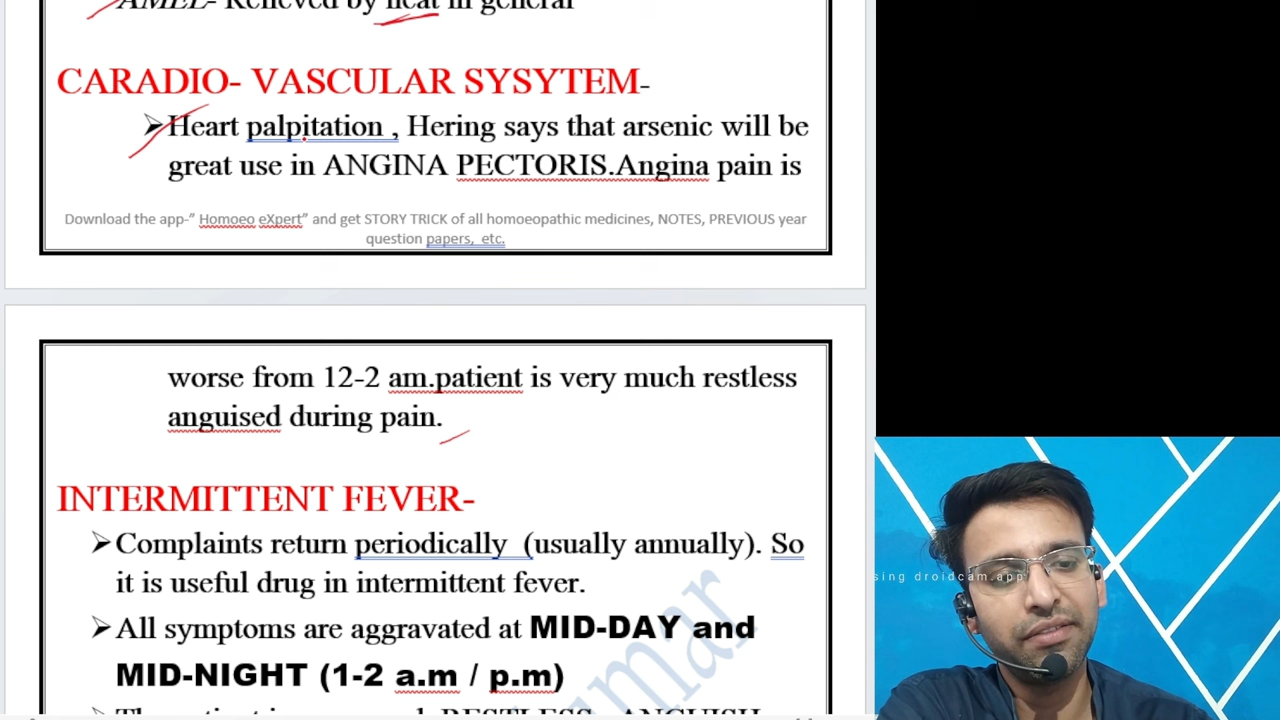 AMEL- Relieved by heat in general
CARADIO- VASCULAR SYSYTEM-
➢Heart palpitation , Hering says that arsenic will be
great use in ANGINA PECTORIS.Angina pain is
Download the app-” Homoeo eXpert” and get STORY TRICK of all homoeopathic medicines, NOTES, PREVIOUS year
question papers, etc.
worse from 12-2 am.patient is very much restless
anguised during pain.
INTERMITTENT FEVER-
➢Complaints return periodically (usually annually). So
it is useful drug in intermittent fever.
➢All symptoms are aggravated at MID-DAY and
MID-NIGHT (1-2 a.m / p.m)
sing droidcam.app
umar